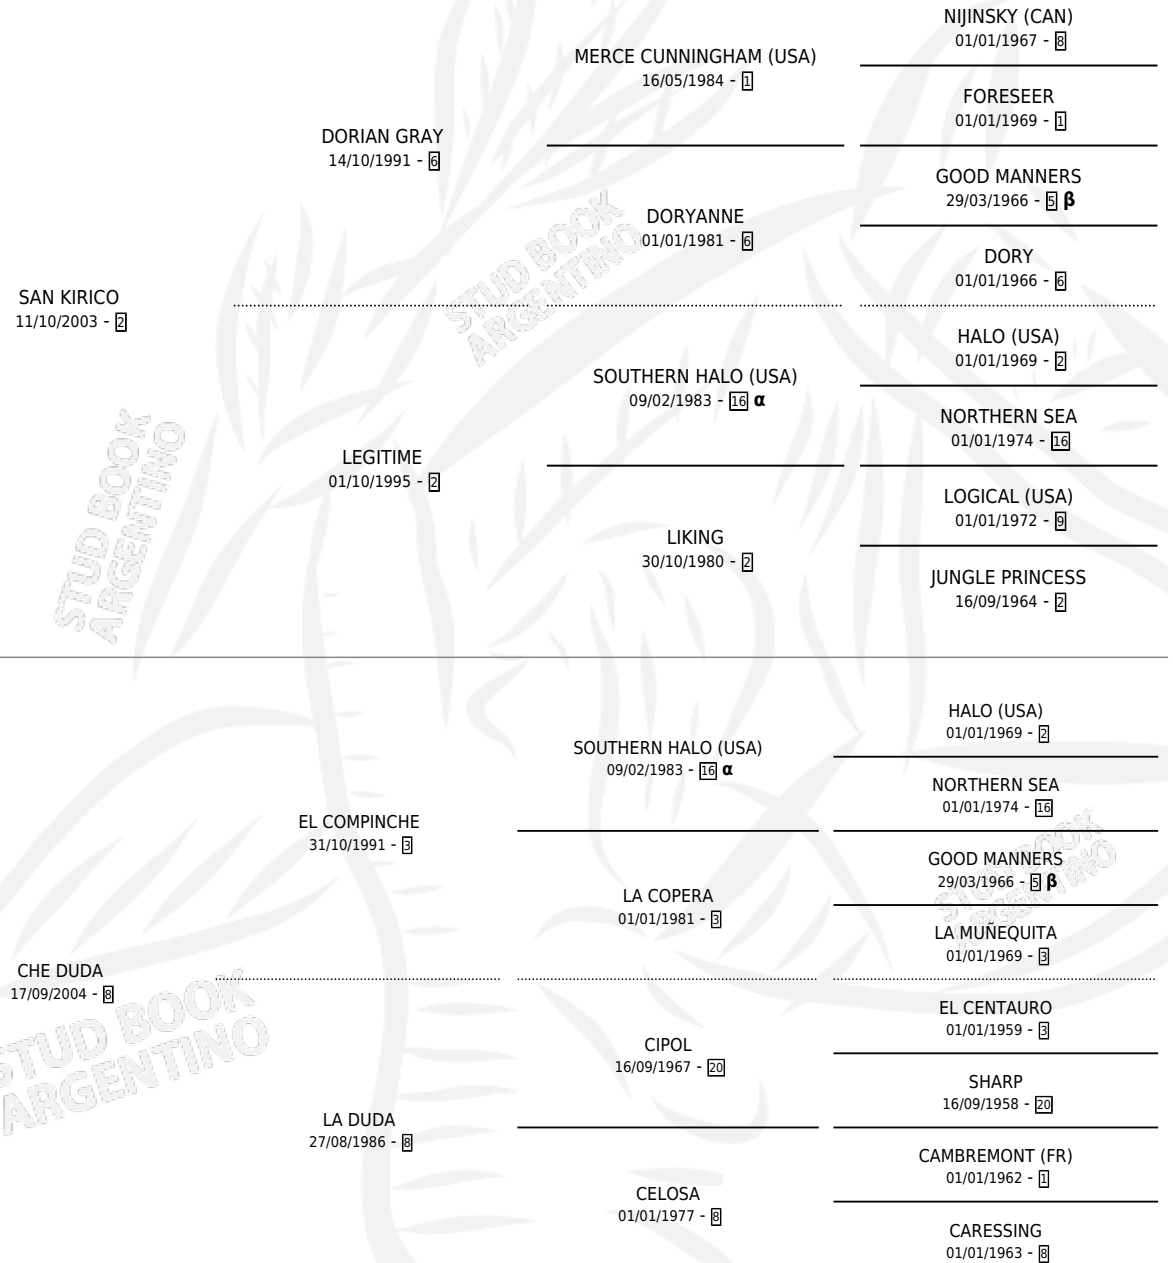 NIJINSKY (CAN)
01/01/1967 - 8
MERCE CUNNINGHAM (USA)
16/05/1984 - 1
FORESEER
01/01/1969 - 1
DORIAN GRAY
14/10/1991 - 6
GOOD MANNERS
29/03/1966 - 5 β
DORYANNE
01/01/1981 - 6
DORY
01/01/1966 - 6
SAN KIRICO
11/10/2003 - 2
HALO (USA)
01/01/1969 - 2
SOUTHERN HALO (USA)
09/02/1983 - 16 α
NORTHERN SEA
01/01/1974 - 16
LEGITIME
01/10/1995 - 2
LOGICAL (USA)
01/01/1972 - 9
LIKING
30/10/1980 - 2
JUNGLE PRINCESS
16/09/1964 - 2
STUD BOOK
ARGENTINO
STUD BOOK
ARGENTINO
HALO (USA)
01/01/1969 - 2
SOUTHERN HALO (USA)
09/02/1983 - 16 α
NORTHERN SEA
01/01/1974 - 16
EL COMPINCHE
31/10/1991 - 3
GOOD MANNERS
29/03/1966 - 5 β
LA COPERA
01/01/1981 - 3
LA MUÑEQUITA
01/01/1969 - 3
CHE DUDA
17/09/2004 - 8
EL CENTAURO
01/01/1959 - 3
CIPOL
16/09/1967 - 20
SHARP
16/09/1958 - 20
LA DUDA
27/08/1986 - 8
CAMBREMONT (FR)
01/01/1962 - 1
CELOSA
01/01/1977 - 8
CARESSING
01/01/1963 - 8
STUD BOOK
ARGENTINO
STUD BOOK
ARGENTINO